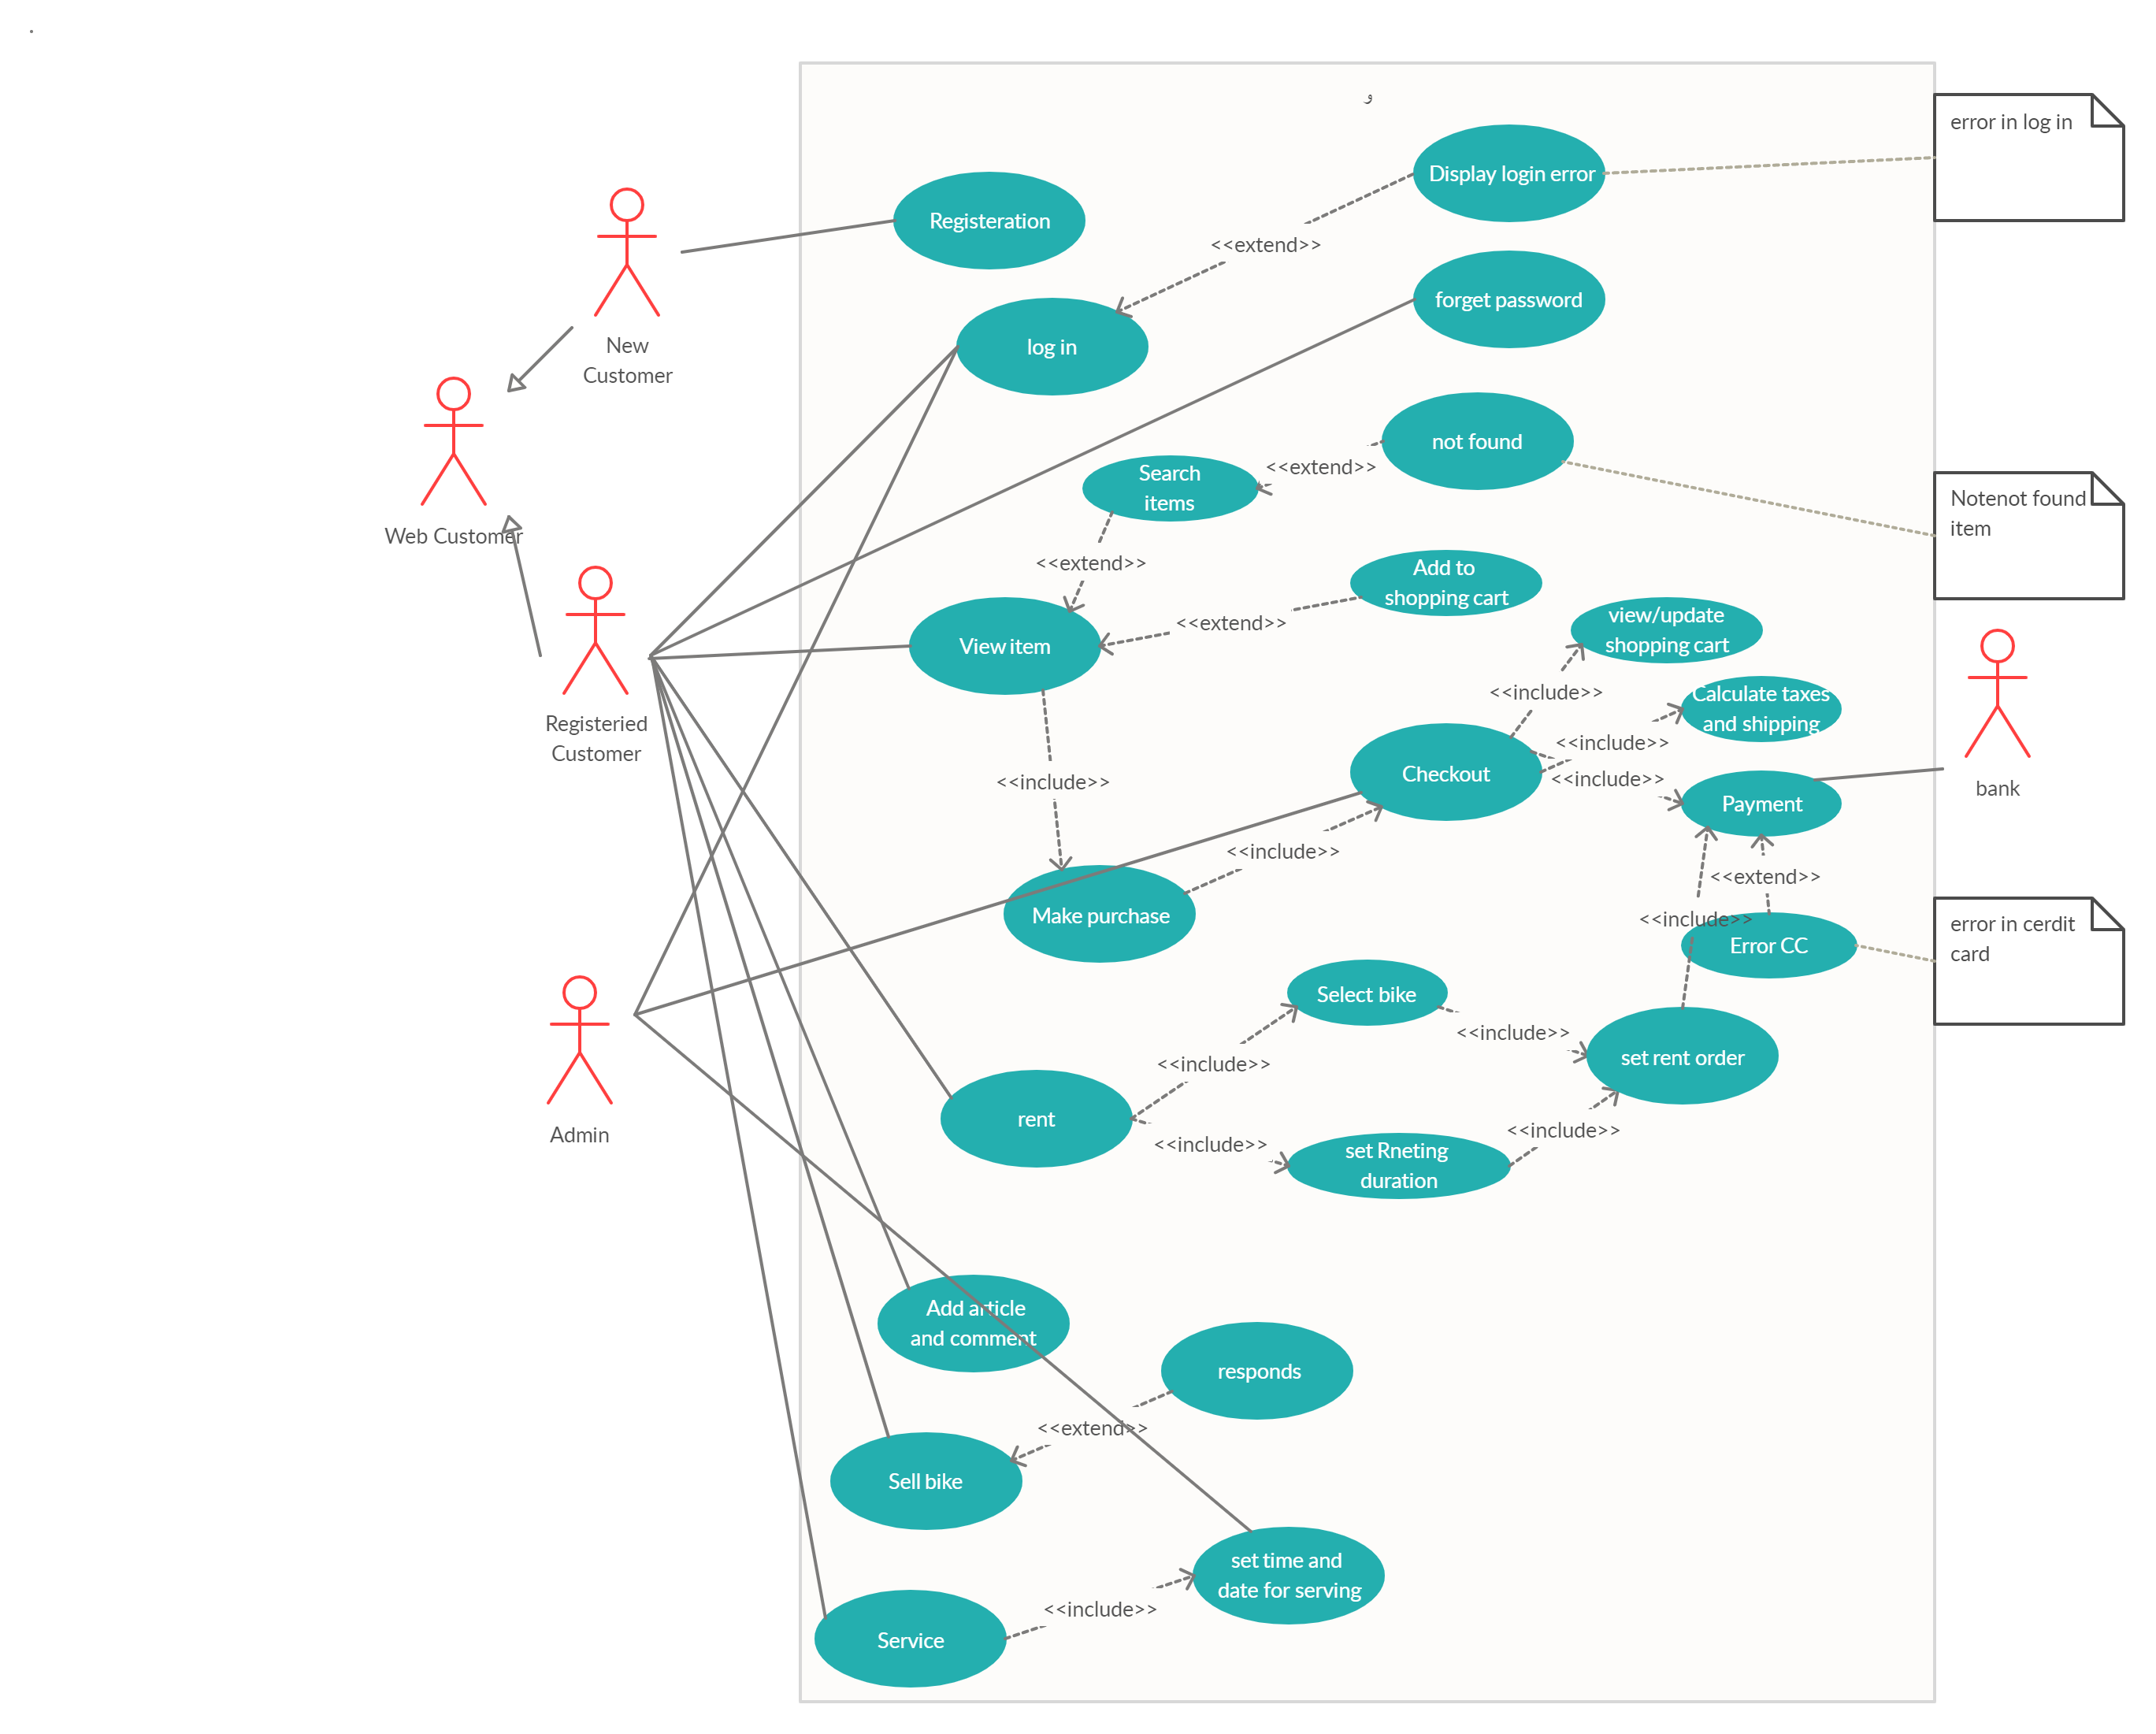 .
و
error in log in
Display login error
Registeration
<<extend>>
forget password
New
Customer
log in
not found
<<extend>>
Search
items
Notenot found
item
Web Customer
<<extend>>
Add to
shopping cart
<<extend>>
view/update
shopping cart
View item
<<include>>
Calculate taxes
and shipping
Registeried
Customer
<<include>>
Checkout
<<include>>
<<include>>
bank
Payment
<<include>>
<<extend>>
Make purchase
<<include>>
error in cerdit
card
Error CC
Select bike
<<include>>
set rent order
<<include>>
rent
Admin
<<include>>
<<include>>
set Rneting
duration
Add article
and comment
responds
<<extend>>
Sell bike
set time and
date for serving
<<include>>
Service